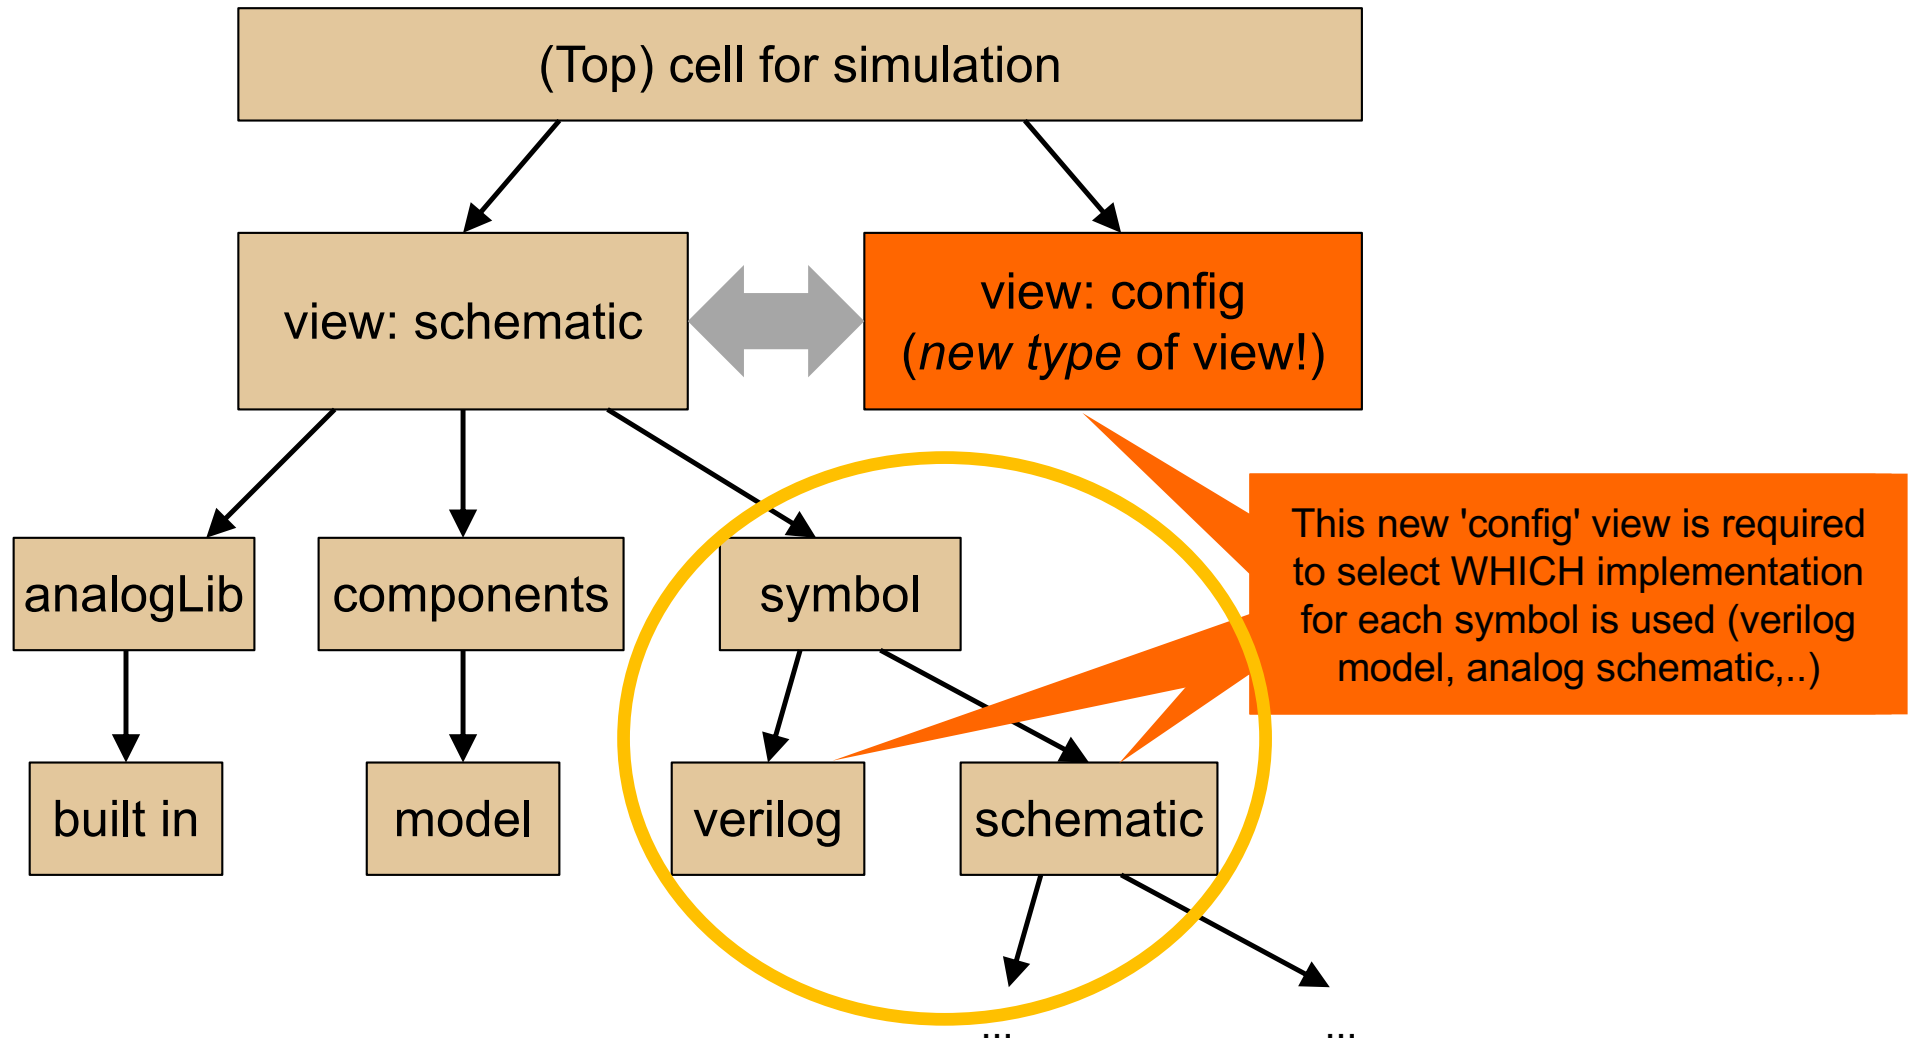 (Top) cell for simulation
view: schematic
view: config
(new type of view!)
This new 'config' view is required
to select WHICH implementation
for each symbol is used (verilog
model, analog schematic,..)
analogLib
components
symbol
built in
model
verilog
schematic
...
...